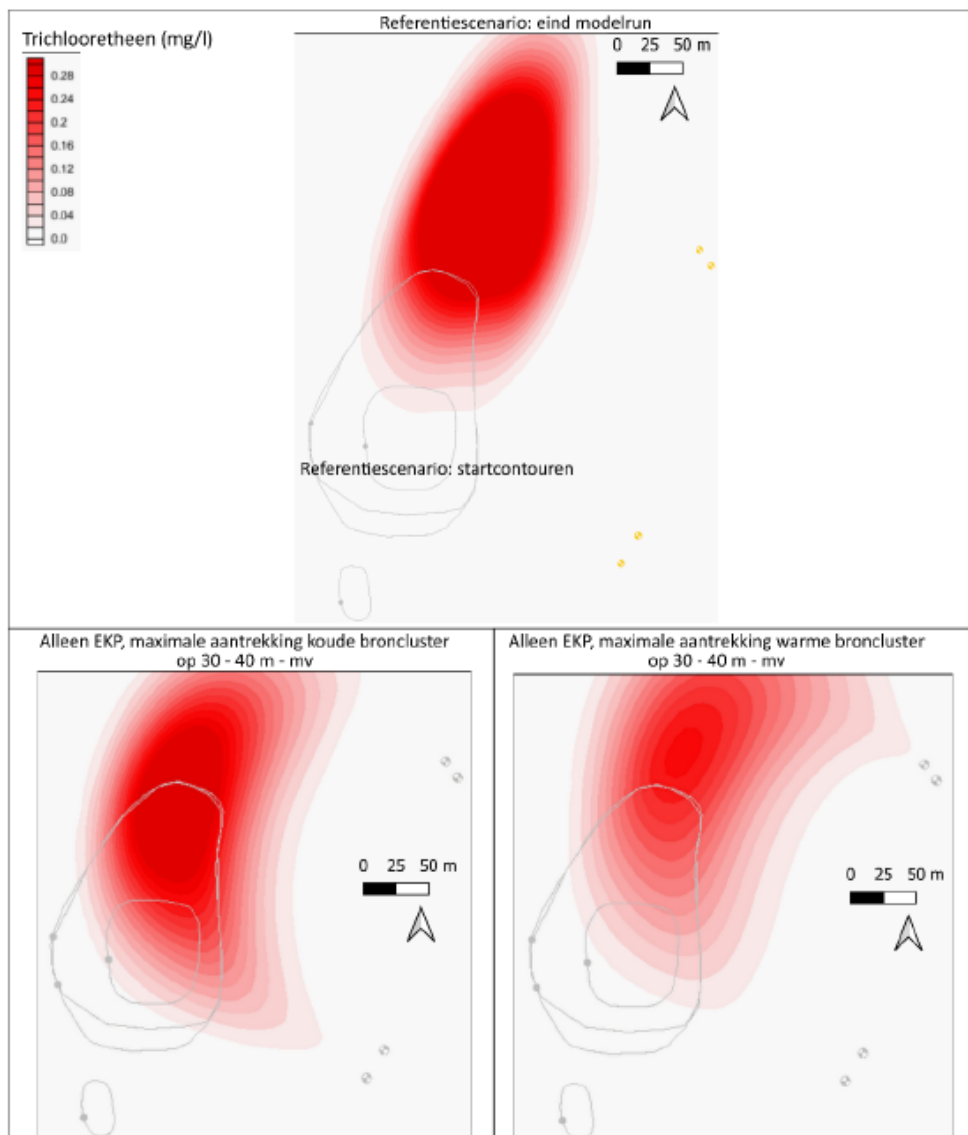 Referentiescenario: eind modelrun
Trichlooretheen (mg/l)
0 25 50 m
0.28
0.24
0.2
0.16
0.12
0.08
0.04
0.0
Referentiescenario: startcontouren
Alleen EKP, maximale aantrekking koude broncluster
op 30 - 40 m - mv
0 25 50 m
Alleen EKP, maximale aantrekking warme broncluster
op 30 - 40 m - mv
0 25 50 m